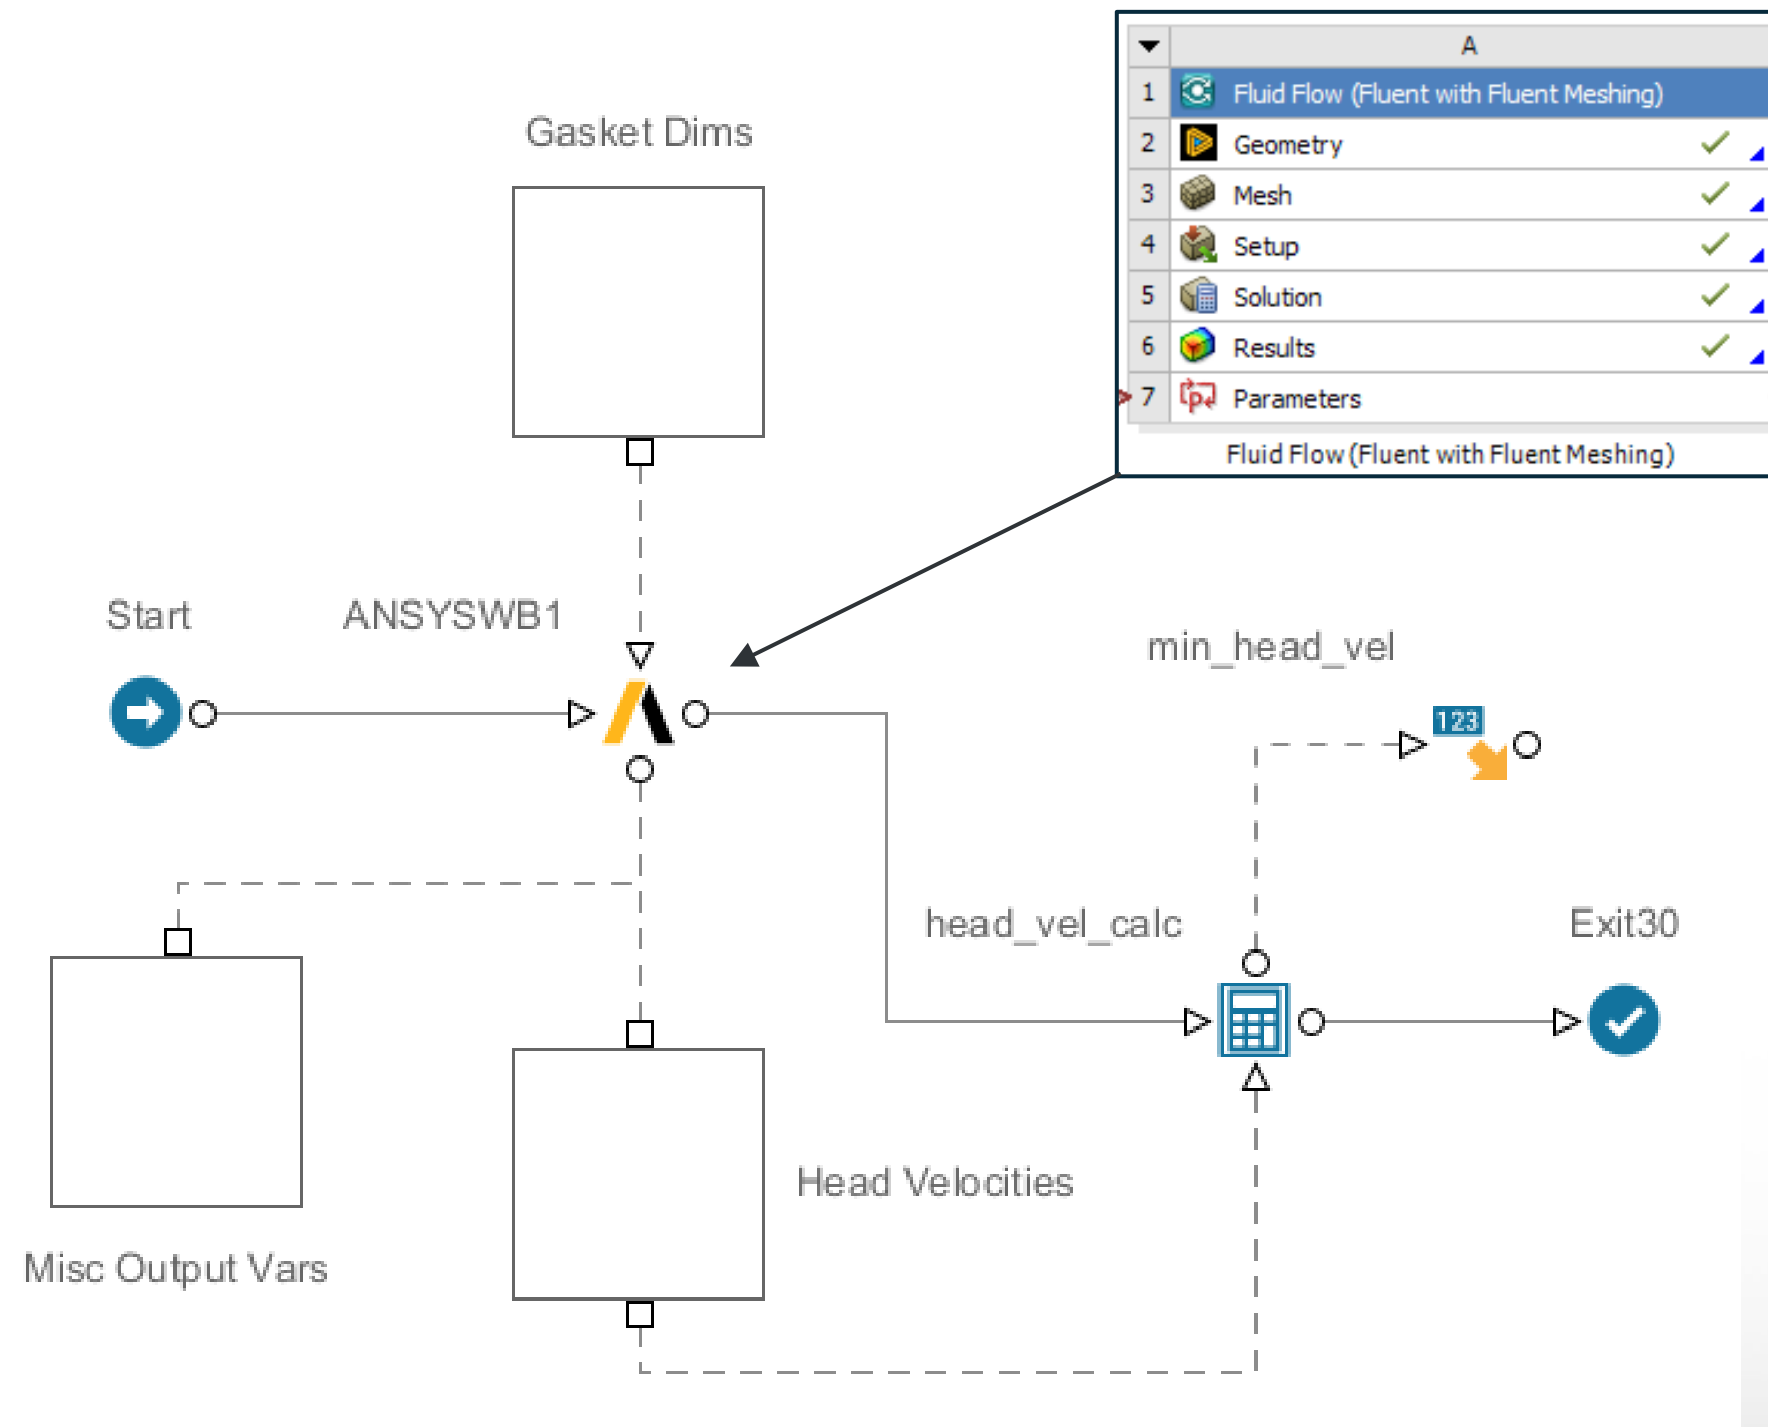 A
1 Fluid Flow (Fluent with Fluent Meshing)
2 Geometry
3 Mesh
4 Setup
5 Solution
6 Results
7 Parameters
Fluid Flow (Fluent with Fluent Meshing)
Gasket Dims
Start
ANSYSWB1
min_head_vel
123
head_vel_calc
Exit30
Head Velocities
Misc Output Vars